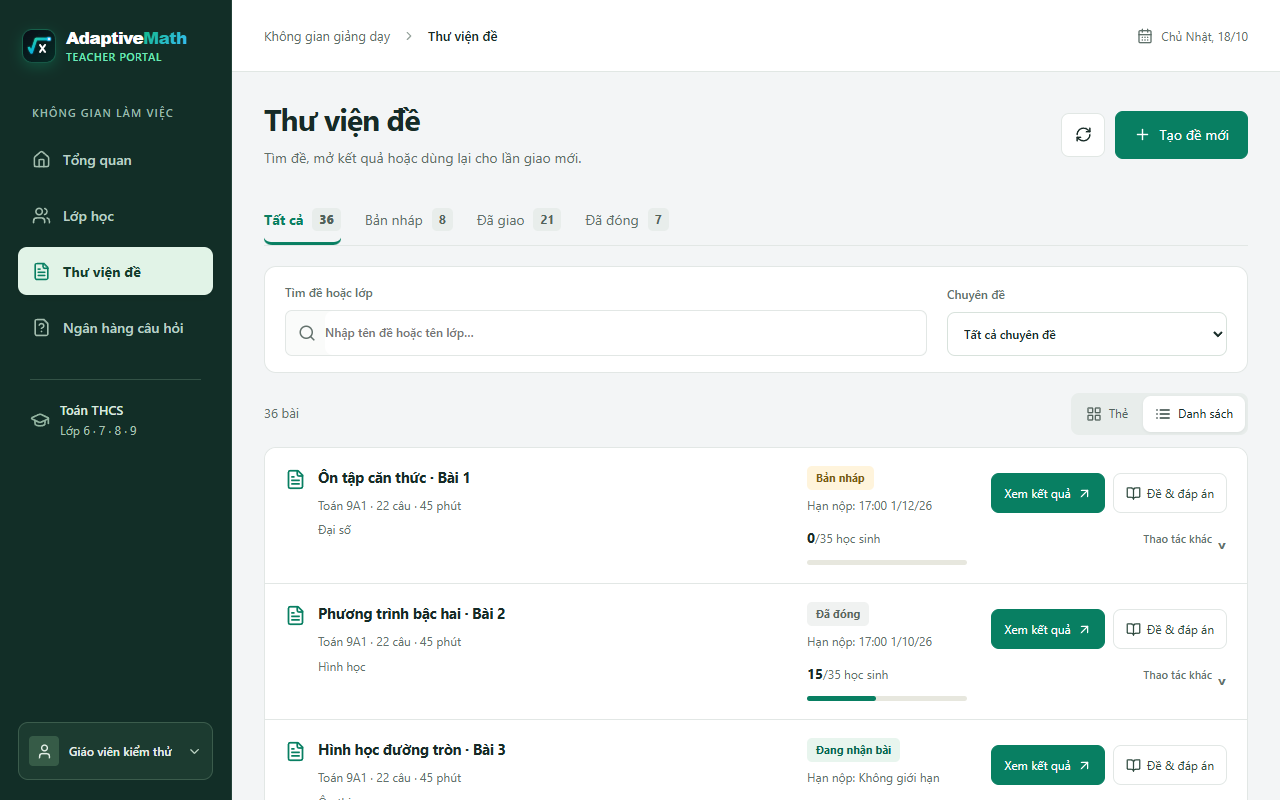 AdaptiveMath
TEACHER PORTAL
KHÔNG GIAN LÀM VIỆC
Tổng quan
Lớp học
Thư viện đề
Ngân hàng câu hỏi
Toán THCS
Lớp 6 · 7 · 8 · 9
Giáo viên kiểm thử
Không gian giảng dạy > Thư viện đề
Chủ Nhật, 18/10
Thư viện đề
Tìm đề, mở kết quả hoặc dùng lại cho lần giao mới.
Tạo đề mới
Tất cả 36 Bản nháp 8 Đã giao 21 Đã đóng 7
Tìm đề hoặc lớp
Nhập tên đề hoặc tên lớp...
Chuyên đề
Tất cả chuyên đề
36 bài
Thẻ Danh sách
Ôn tập căn thức · Bài 1
Toán 9A1 · 22 câu · 45 phút
Đại số
Bản nháp
Hạn nộp: 17:00 1/12/26
0/35 học sinh
Xem kết quả Đề & đáp án
Thao tác khác
Phương trình bậc hai · Bài 2
Toán 9A1 · 22 câu · 45 phút
Hình học
Đã đóng
Hạn nộp: 17:00 1/10/26
15/35 học sinh
Xem kết quả Đề & đáp án
Thao tác khác
Hình học đường tròn · Bài 3
Toán 9A1 · 22 câu · 45 phút
Đang nhận bài
Hạn nộp: Không giới hạn
Xem kết quả Đề & đáp án